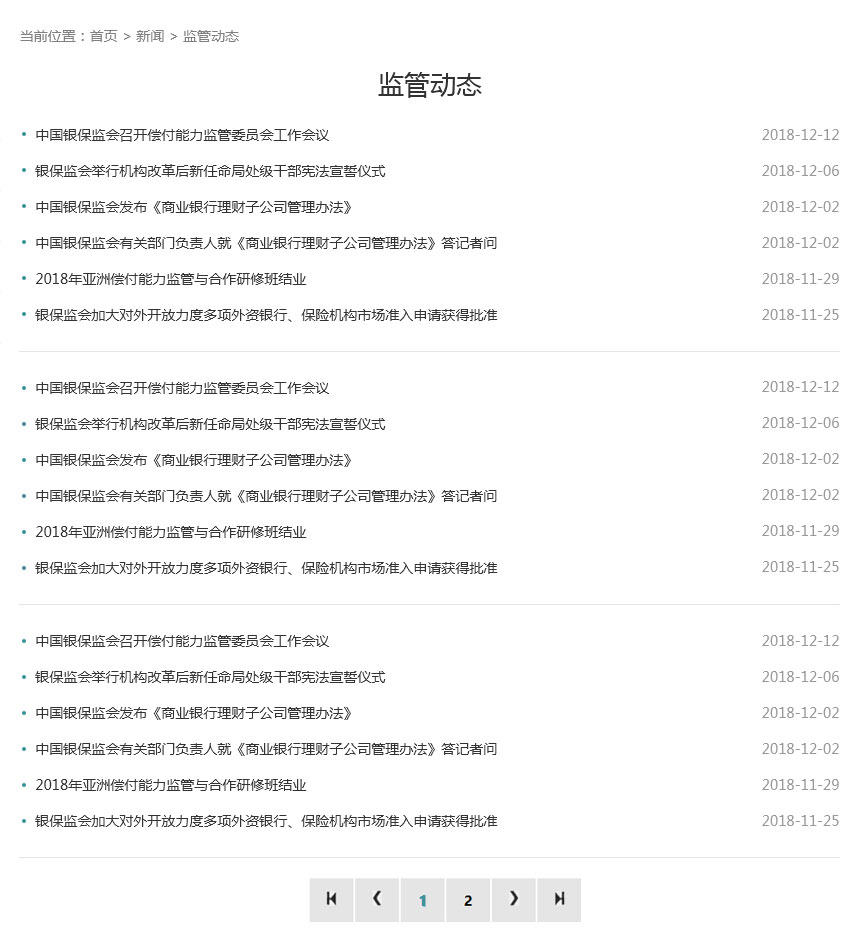 当前位置：首页 > 新闻 > 监管动态
监管动态
中国银保监会召开偿付能力监管委员会工作会议 2018-12-12
银保监会举行机构改革后新任命局处级干部宪法宣誓仪式 2018-12-06
中国银保监会发布《商业银行理财子公司管理办法》 2018-12-02
中国银保监会有关部门负责人就《商业银行理财子公司管理办法》答记者问 2018-12-02
2018年亚洲偿付能力监管与合作研修班结业 2018-11-29
银保监会加大对外开放力度多项外资银行、保险机构市场准入申请获得批准 2018-11-25
中国银保监会召开偿付能力监管委员会工作会议 2018-12-12
银保监会举行机构改革后新任命局处级干部宪法宣誓仪式 2018-12-06
中国银保监会发布《商业银行理财子公司管理办法》 2018-12-02
中国银保监会有关部门负责人就《商业银行理财子公司管理办法》答记者问 2018-12-02
2018年亚洲偿付能力监管与合作研修班结业 2018-11-29
银保监会加大对外开放力度多项外资银行、保险机构市场准入申请获得批准 2018-11-25
中国银保监会召开偿付能力监管委员会工作会议 2018-12-12
银保监会举行机构改革后新任命局处级干部宪法宣誓仪式 2018-12-06
中国银保监会发布《商业银行理财子公司管理办法》 2018-12-02
中国银保监会有关部门负责人就《商业银行理财子公司管理办法》答记者问 2018-12-02
2018年亚洲偿付能力监管与合作研修班结业 2018-11-29
银保监会加大对外开放力度多项外资银行、保险机构市场准入申请获得批准 2018-11-25
1 2